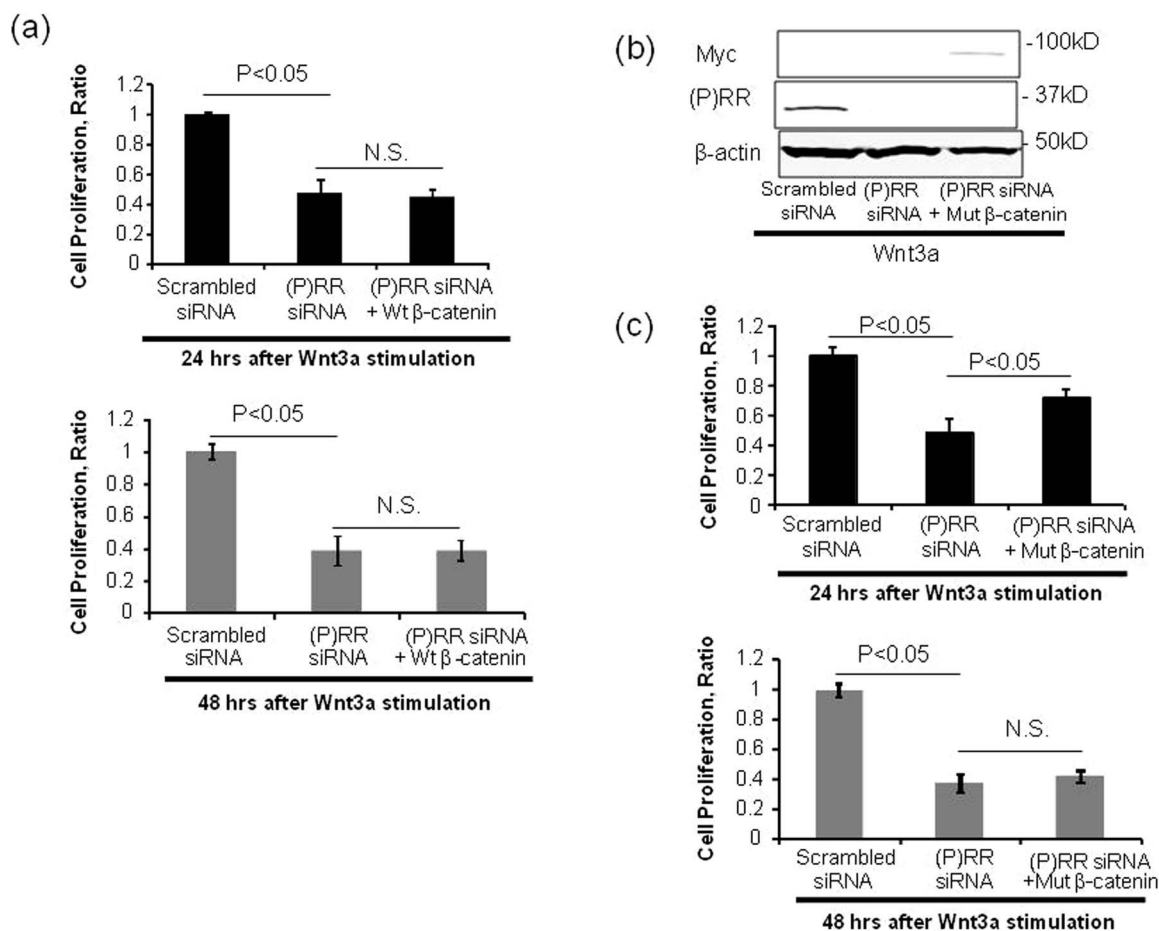 (a)
P<0.05
N.S.
Cell Proliferation, Ratio
1.2
1
0.8
0.6
0.4
0.2
0
Scrambled
siRNA
(P)RR
siRNA
(P)RR siRNA
+ Wt β-catenin
24 hrs after Wnt3a stimulation
P<0.05
N.S.
Cell Proliferation, Ratio
1.2
1
0.8
0.6
0.4
0.2
0
Scrambled
siRNA
(P)RR
siRNA
(P)RR siRNA
+ Wt β-catenin
48 hrs after Wnt3a stimulation
(b)
Myc
-100kD
(P)RR
- 37kD
β-actin
- 50kD
Scrambled
siRNA
(P)RR
siRNA
(P)RR siRNA
+ Mut β-catenin
Wnt3a
(c)
P<0.05
P<0.05
Cell Proliferation, Ratio
1.2
1
0.8
0.6
0.4
0.2
0
Scrambled
siRNA
(P)RR
siRNA
(P)RR siRNA
+ Mut β-catenin
24 hrs after Wnt3a stimulation
P<0.05
N.S.
Cell Proliferation, Ratio
1.2
1
0.8
0.6
0.4
0.2
0
Scrambled
siRNA
(P)RR
siRNA
(P)RR siRNA
+Mut β-catenin
48 hrs after Wnt3a stimulation